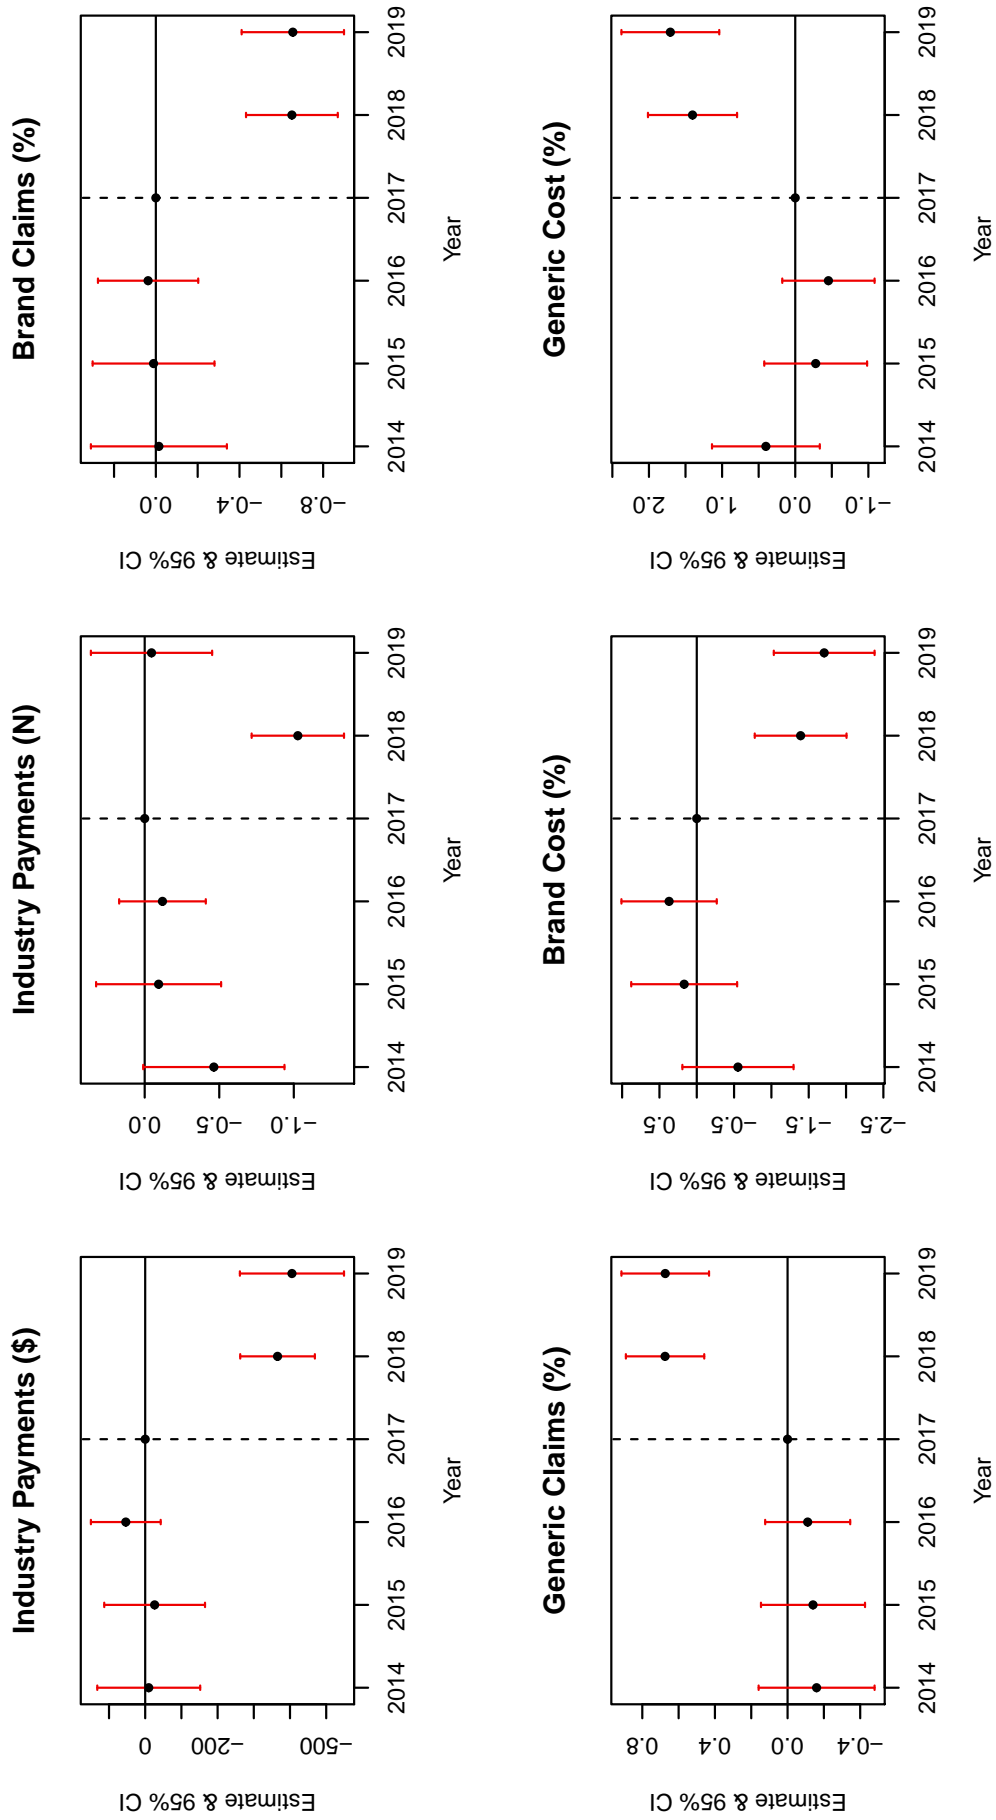 Industry Payments ($)
Estimate & 95% CI
0
−200
−500
2014 2015 2016 2017 2018 2019
Year
Industry Payments (N)
Estimate & 95% CI
0.0
−0.5
−1.0
2014 2015 2016 2017 2018 2019
Year
Brand Claims (%)
Estimate & 95% CI
0.0
−0.4
−0.8
2014 2015 2016 2017 2018 2019
Year
Generic Claims (%)
Estimate & 95% CI
0.8
0.4
0.0
−0.4
2014 2015 2016 2017 2018 2019
Year
Brand Cost (%)
Estimate & 95% CI
0.5
−0.5
−1.5
−2.5
2014 2015 2016 2017 2018 2019
Year
Generic Cost (%)
Estimate & 95% CI
2.0
1.0
0.0
−1.0
2014 2015 2016 2017 2018 2019
Year